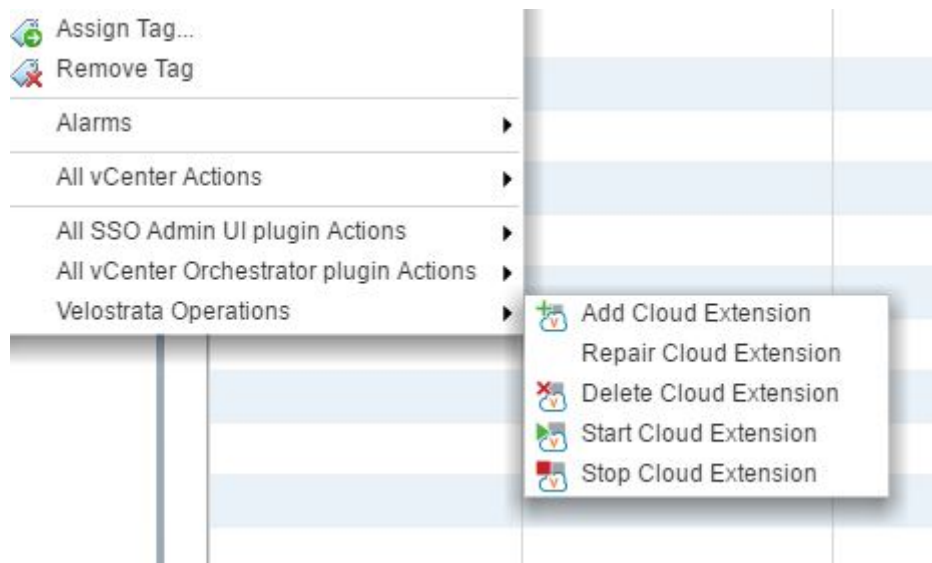 Assign Tag...
Remove Tag
Alarms
All vCenter Actions
All SSO Admin UI plugin Actions
All vCenter Orchestrator plugin Actions
Velostrata Operations
Add Cloud Extension
Repair Cloud Extension
Delete Cloud Extension
Start Cloud Extension
Stop Cloud Extension